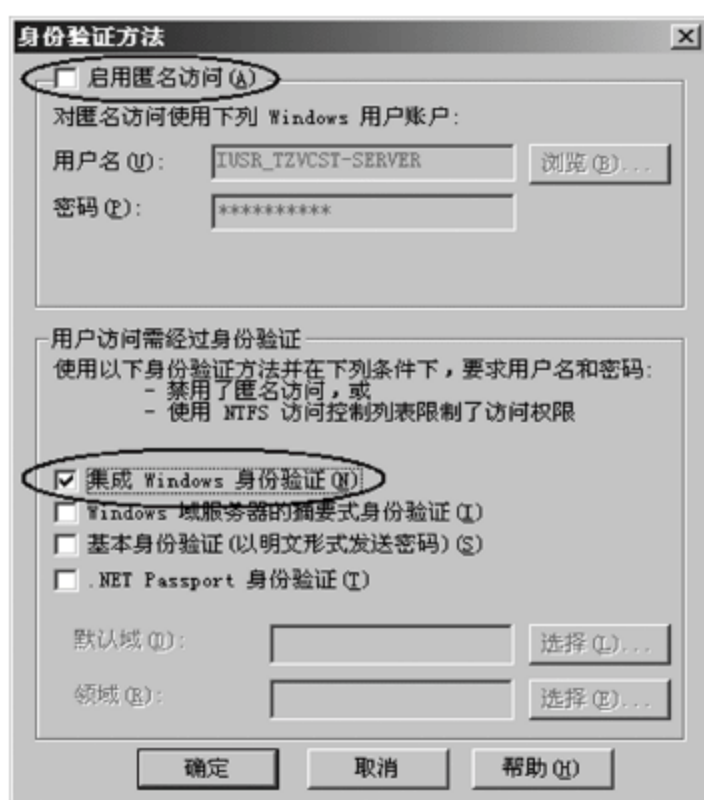 身份验证方法
启用匿名访问(A)
对匿名访问使用下列 Windows 用户账户:
用户名(U): IUSR_TZVCST-SERVER 浏览(B)...
密码(P): **********
用户访问需经过身份验证
使用以下身份验证方法并在下列条件下,要求用户名和密码:
- 禁用了匿名访问,或
- 使用 NTFS 访问控制列表限制了访问权限
集成 Windows 身份验证(N)
Windows 域服务器的摘要式身份验证(I)
基本身份验证(以明文形式发送密码)(S)
.NET Passport 身份验证(T)
默认域(D): 选择(L)...
领域(R): 选择(E)...
确定 取消 帮助(H)